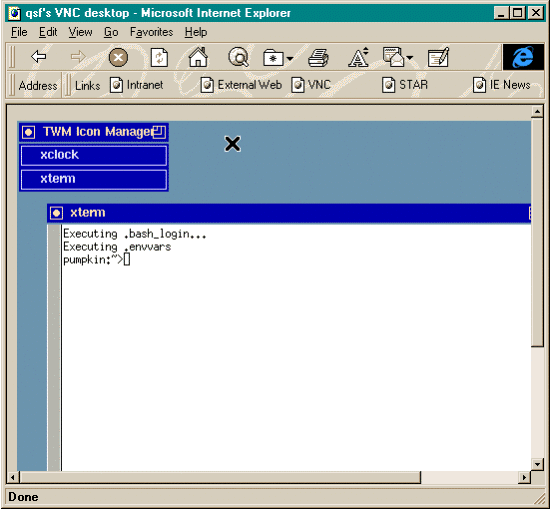 qsf's VNC desktop - Microsoft Internet Explorer
File Edit View Go Favorites Help
Address Links Intranet External Web VNC STAR IE News
TWM Icon Manager
xclock
xterm
xterm
Executing .bash_login...
Executing .envvars
pumpkin:~>
Done